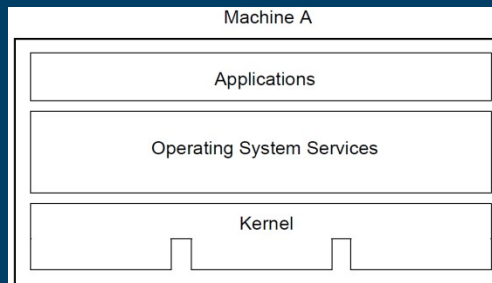 Machine A
Applications
Operating System Services
Kernel